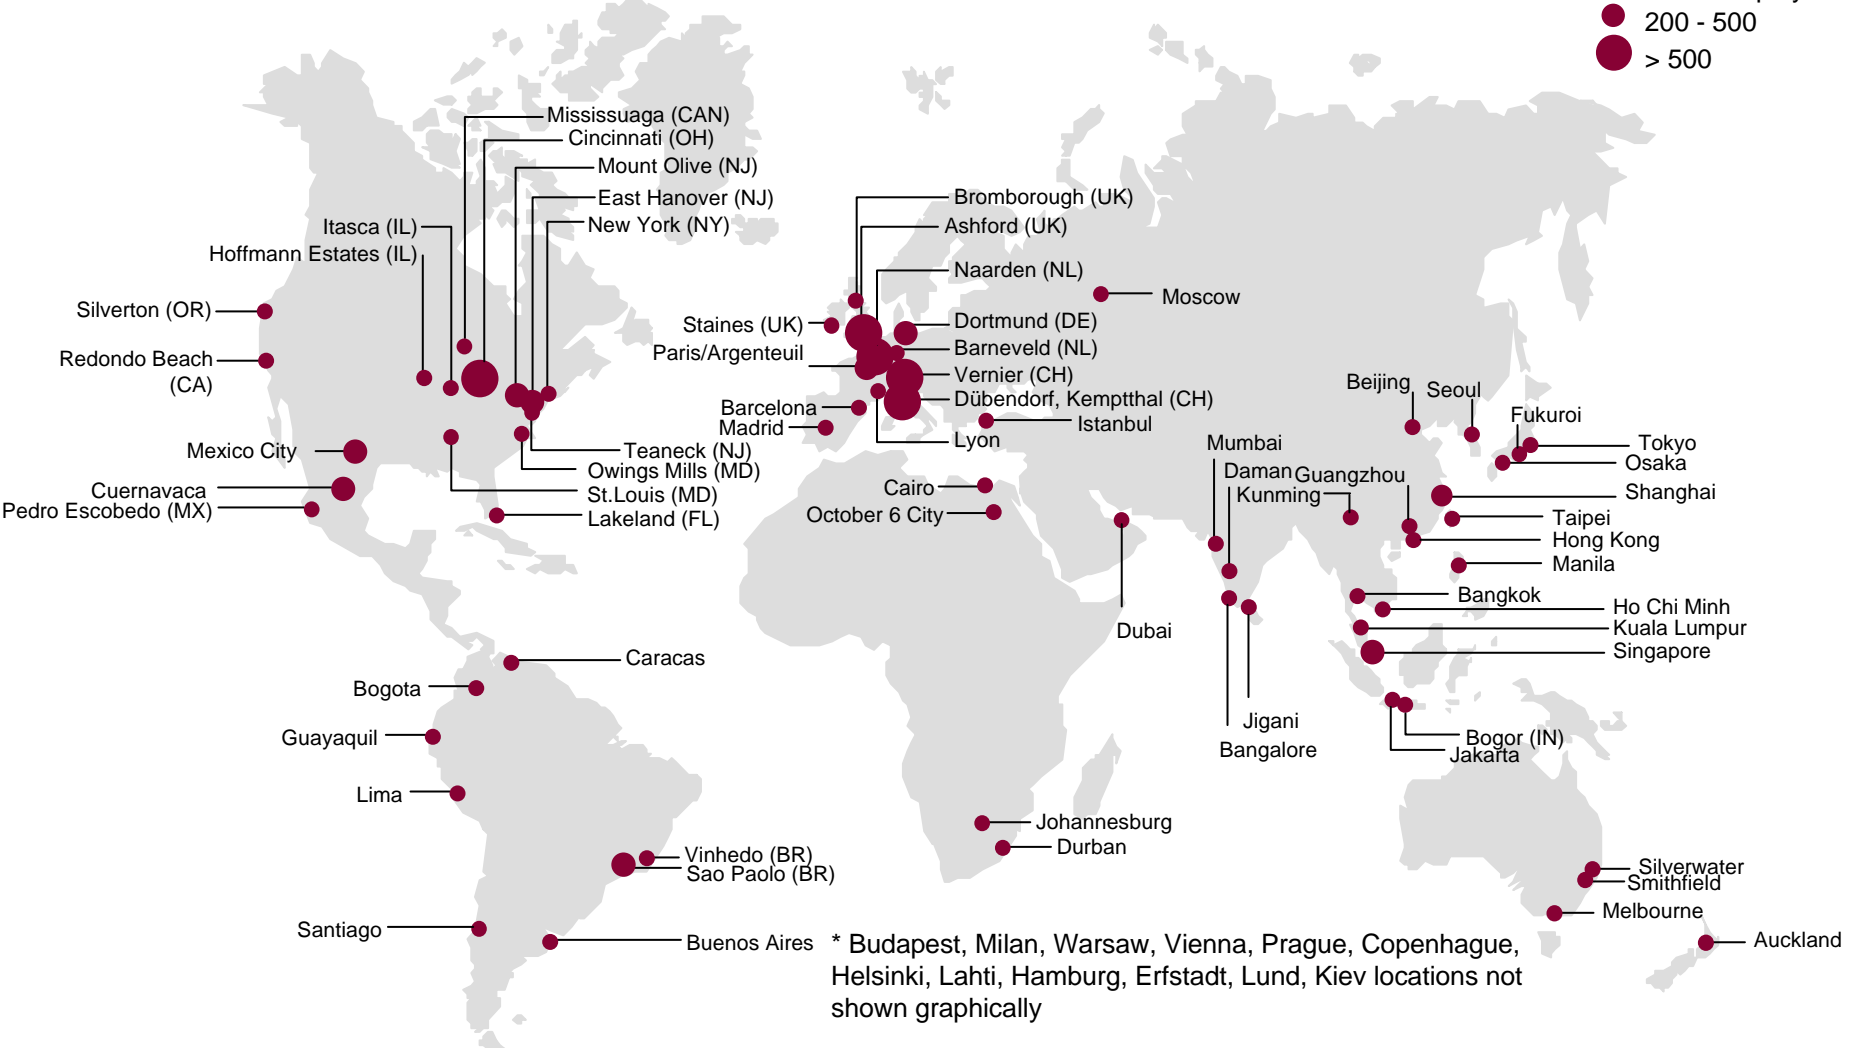 200 - 500
> 500
Mississuaga (CAN)
Cincinnati (OH)
Mount Olive (NJ)
East Hanover (NJ)
New York (NY)
Itasca (IL)
Hoffmann Estates (IL)
Silverton (OR)
Redondo Beach
(CA)
Mexico City
Cuernavaca
Pedro Escobedo (MX)
Teaneck (NJ)
Owings Mills (MD)
St.Louis (MD)
Lakeland (FL)
Bromborough (UK)
Ashford (UK)
Naarden (NL)
Moscow
Staines (UK)
Dortmund (DE)
Paris/Argenteuil
Barneveld (NL)
Vernier (CH)
Dübendorf, Kemptthal (CH)
Barcelona
Madrid
Istanbul
Lyon
Cairo
October 6 City
Dubai
Mumbai
Daman
Guangzhou
Kunming
Beijing
Seoul
Fukuroi
Tokyo
Osaka
Shanghai
Taipei
Hong Kong
Manila
Bangkok
Ho Chi Minh
Kuala Lumpur
Singapore
Jigani
Bangalore
Bogor (IN)
Jakarta
Caracas
Bogota
Guayaquil
Lima
Vinhedo (BR)
Sao Paolo (BR)
Santiago
Buenos Aires
Johannesburg
Durban
Silverwater
Smithfield
Melbourne
Auckland
* Budapest, Milan, Warsaw, Vienna, Prague, Copenhague,
Helsinki, Lahti, Hamburg, Erfstadt, Lund, Kiev locations not
shown graphically